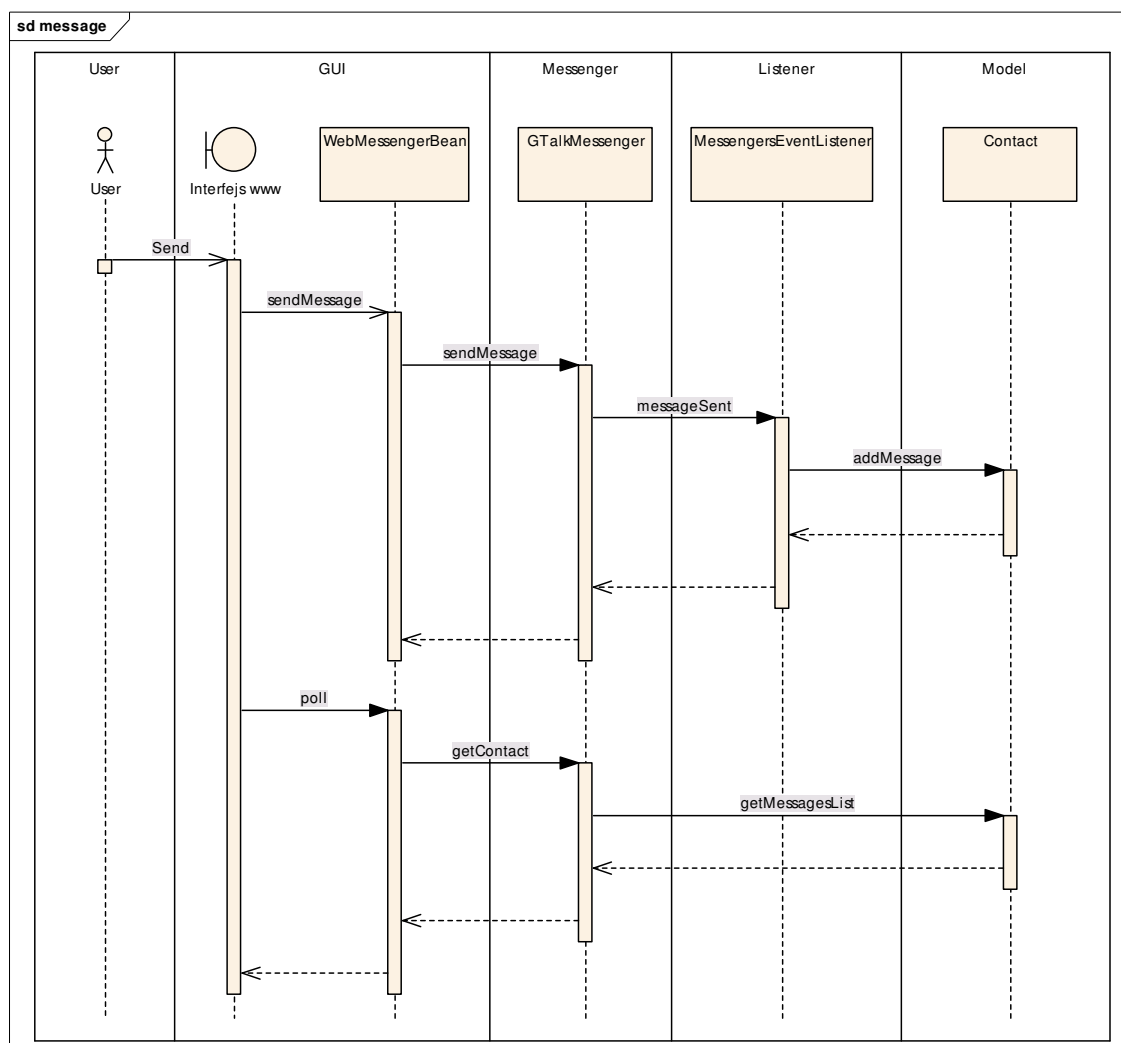 sd message
User
GUI
Messenger
Listener
Model
User
Interfejs www
WebMessengerBean
GTalkMessenger
MessengersEventListener
Contact
Send
sendMessage
sendMessage
messageSent
addMessage
poll
getContact
getMessagesList